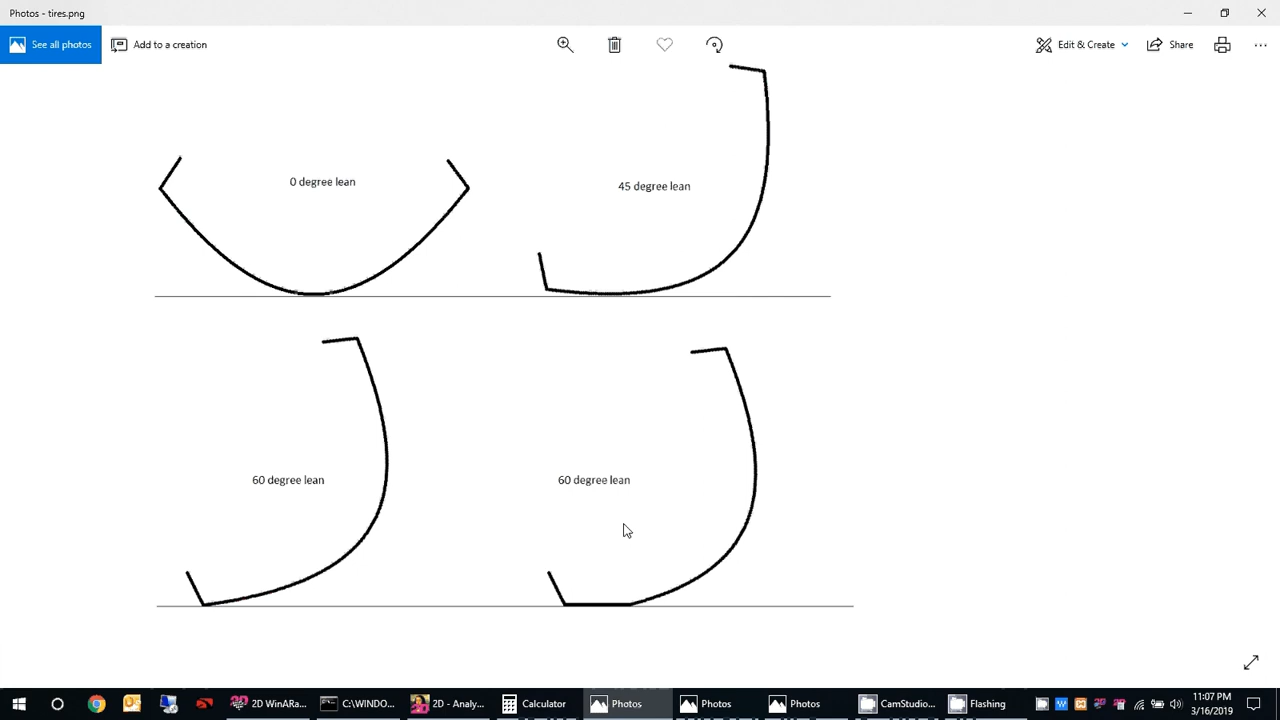 Photos - tires.png
See all photos
Add to a creation
Edit & Create
Share
0 degree lean
45 degree lean
60 degree lean
60 degree lean
2D WinARa...
C:\WINDO...
2D - Analy...
Calculator
Photos
Photos
Photos
CamStudio...
Flashing
11:07 PM
3/16/2019